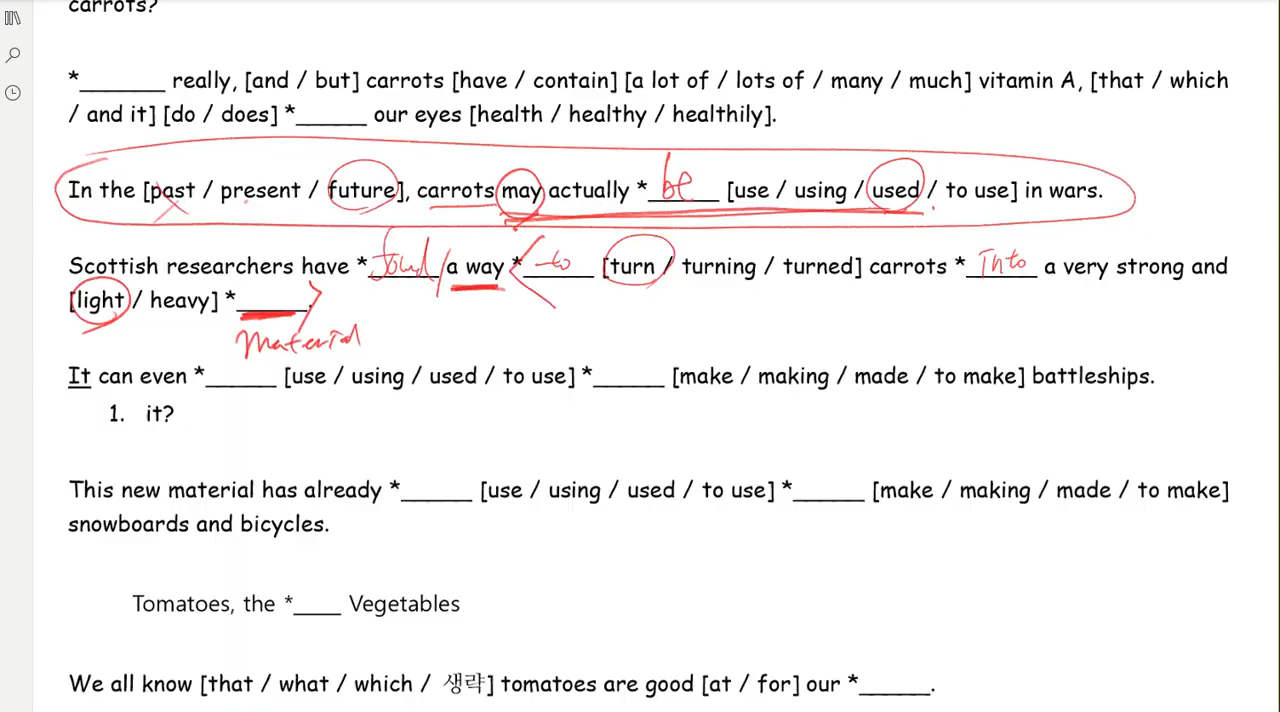 carrots?
*______ really, [and / but] carrots [have / contain] [a lot of / lots of / many / much] vitamin A, [that / which
/ and it] [do / does] *______ our eyes [health / healthy / healthily].
In the [past / present / future], carrots may actually * be [use / using / used / to use] in wars.
Scottish researchers have * found a way * to [turn / turning / turned] carrots * into a very strong and
[light / heavy] *______.
material
It can even *______ [use / using / used / to use] *______ [make / making / made / to make] battleships.
1. it?
This new material has already *______ [use / using / used / to use] *______ [make / making / made / to make]
snowboards and bicycles.
Tomatoes, the *____ Vegetables
We all know [that / what / which / 생략] tomatoes are good [at / for] our *______.